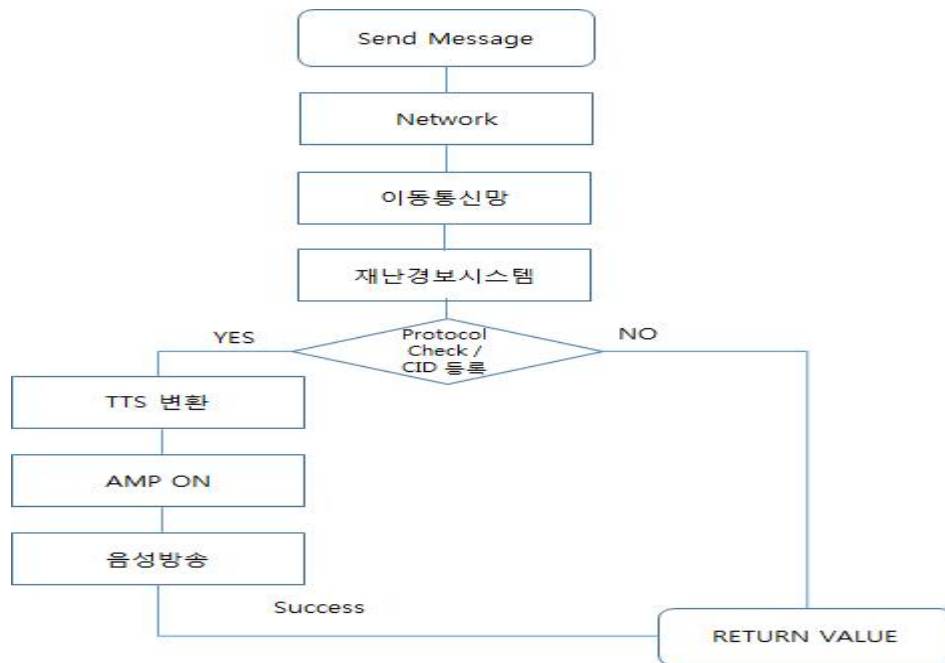 Send Message
Network
이동통신망
재난경보시스템
YES
Protocol
Check /
CID 등록
NO
TTS 변환
AMP ON
음성방송
Success
RETURN VALUE